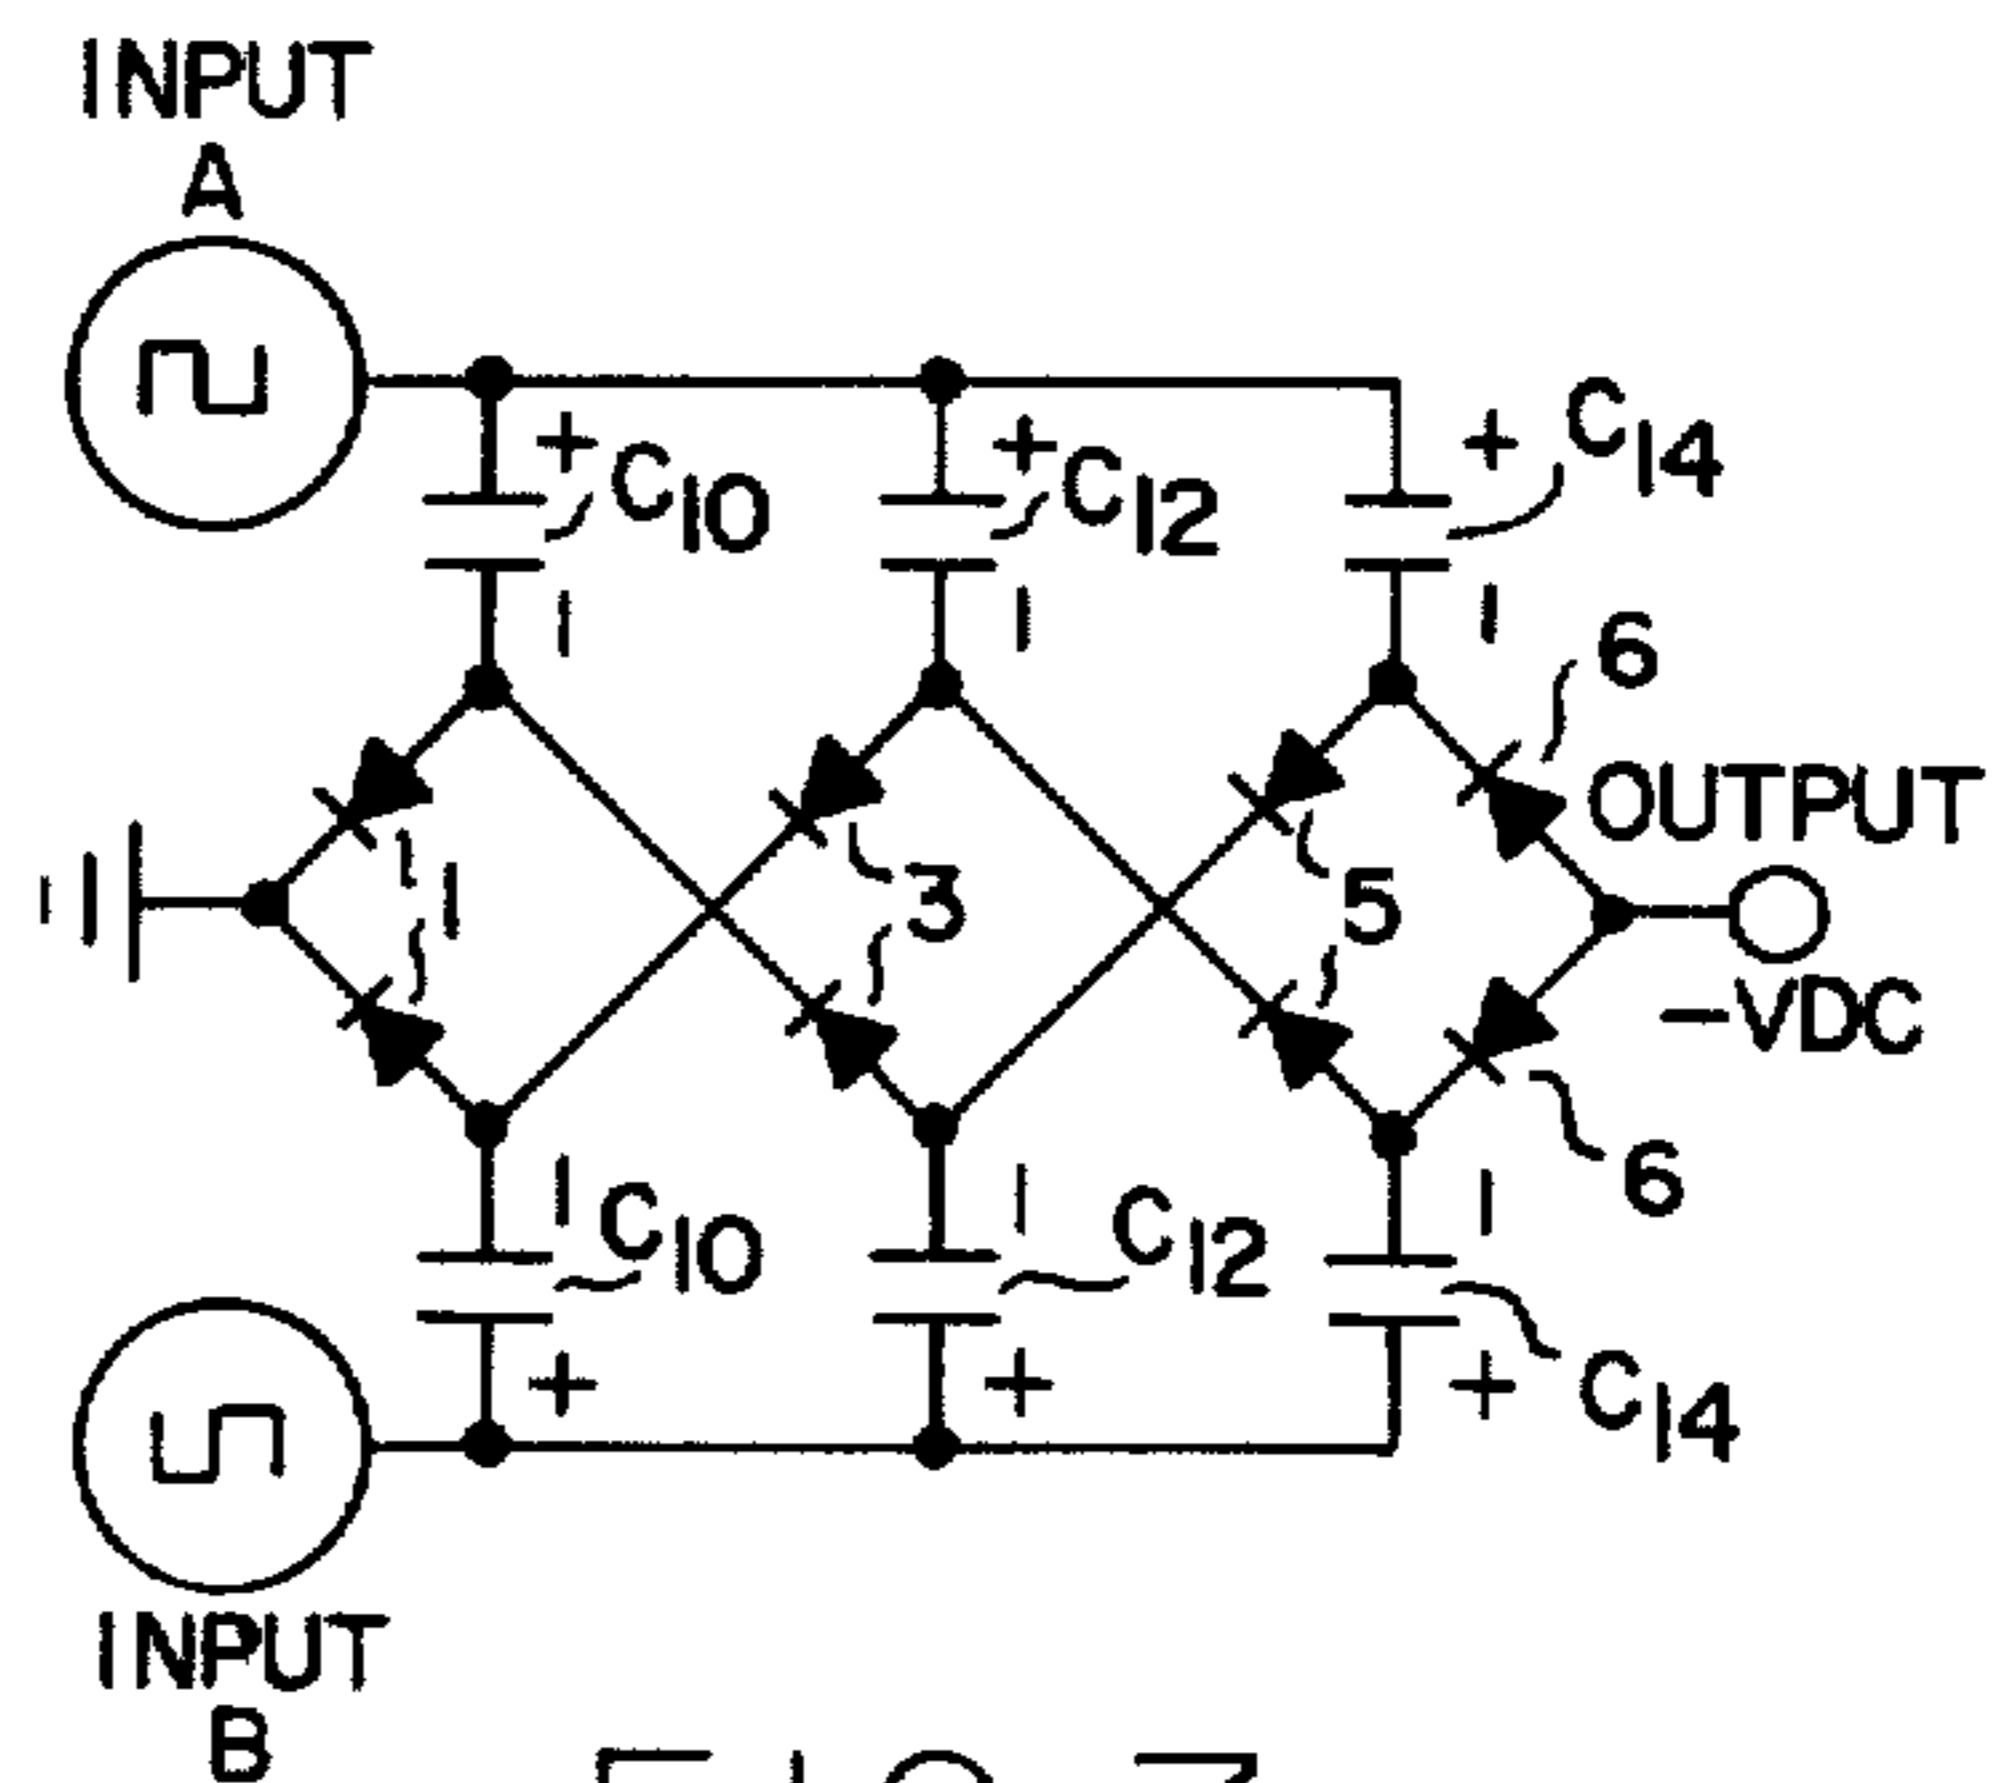 INPUT
A
+ C10
+ C12
+ C14
6
1
3
5
OUTPUT
-VDC
6
C10
C12
+
+
+ C14
INPUT
B